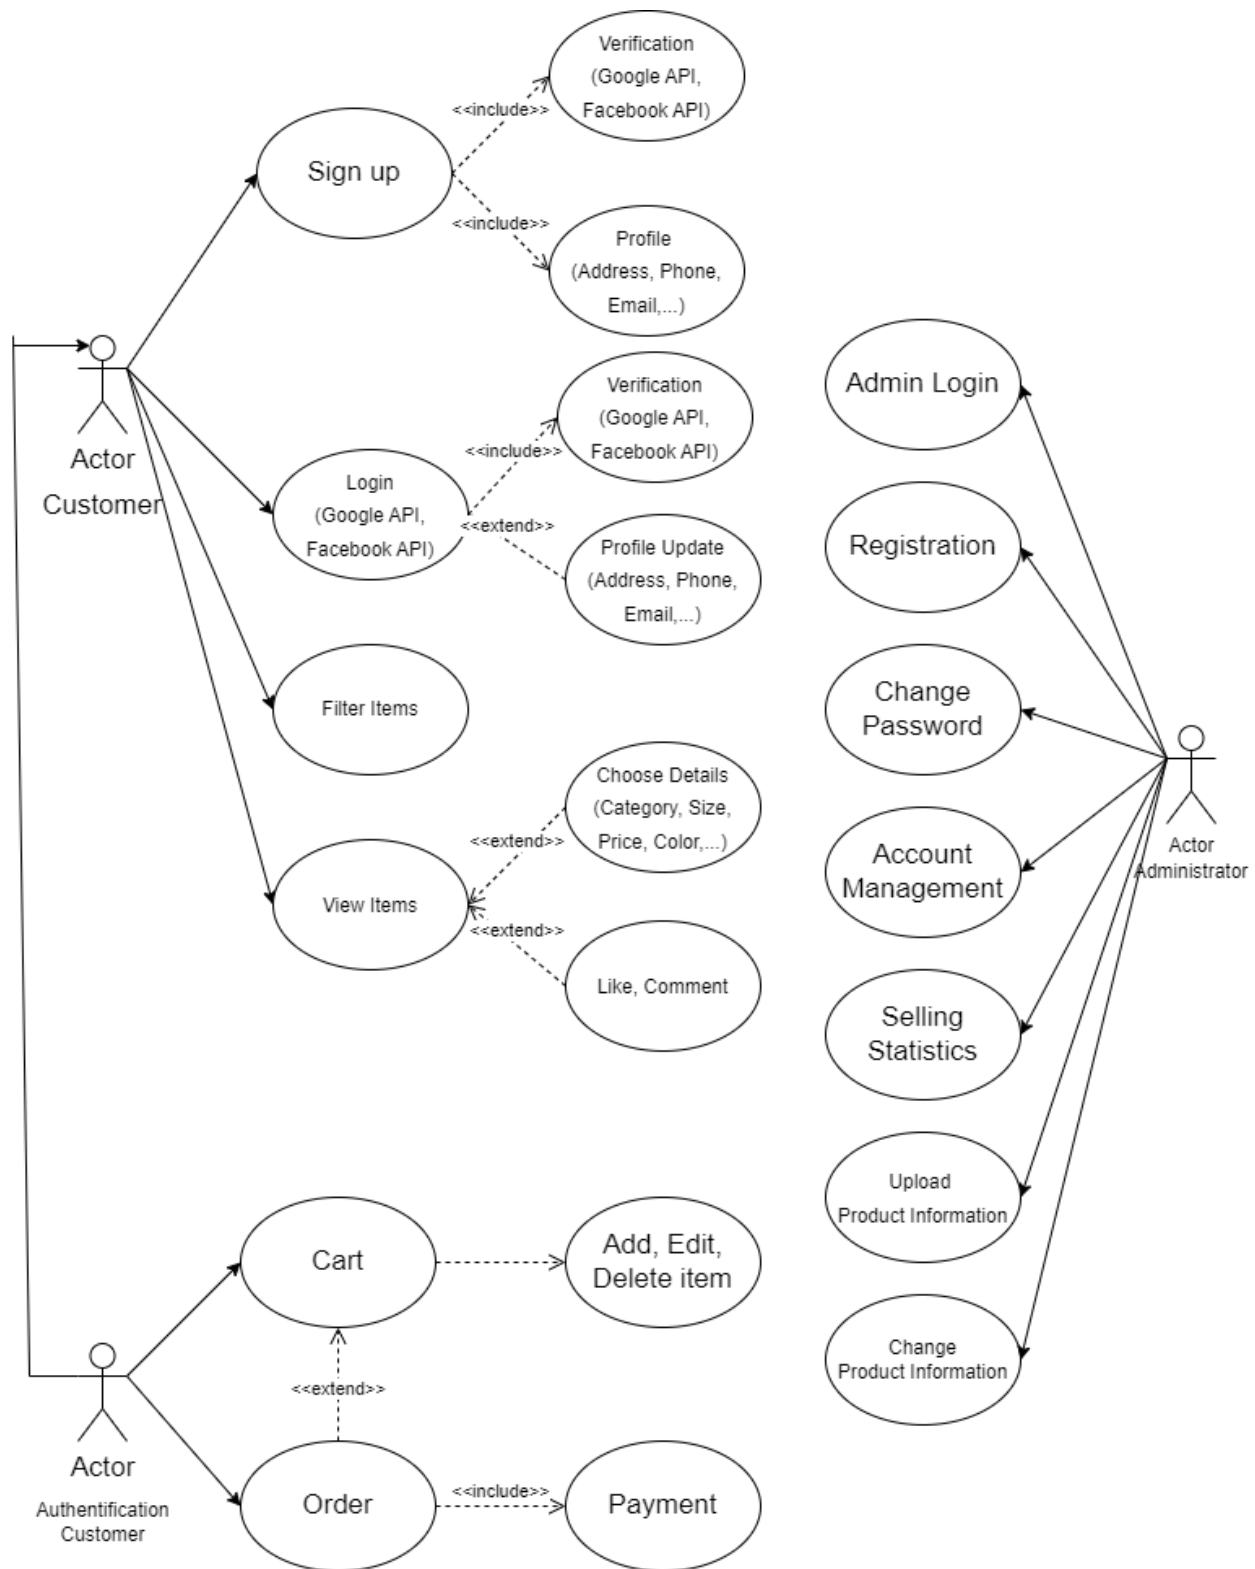 Verification
(Google API,
Facebook API)
<<include>>
Sign up
<<include>>
Profile
(Address, Phone,
Email,...)
Actor
Customer
Verification
(Google API,
Facebook API)
<<include>>
Login
(Google API,
Facebook API)
<<extend>>
Profile Update
(Address, Phone,
Email,...)
Filter Items
Choose Details
(Category, Size,
Price, Color,...)
<<extend>>
View Items
<<extend>>
Like, Comment
Admin Login
Registration
Change
Password
Account
Management
Selling
Statistics
Upload
Product Information
Change
Product Information
Actor
Administrator
Cart
Add, Edit,
Delete item
<<extend>>
Actor
Authentification
Customer
Order
<<include>>
Payment